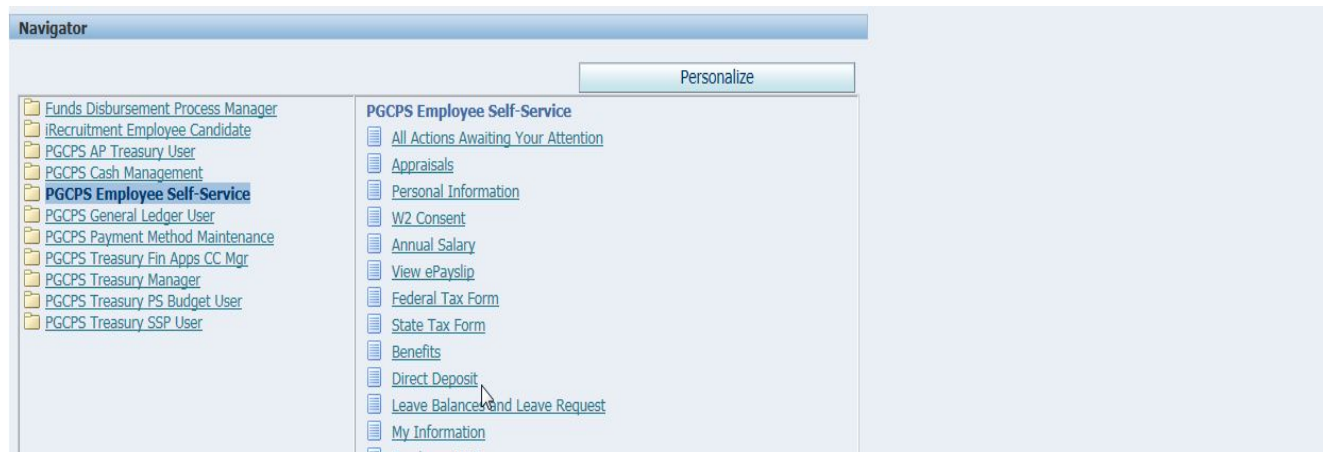 Navigator
Personalize
Funds Disbursement Process Manager
iRecruitment Employee Candidate
PGCPS AP Treasury User
PGCPS Cash Management
PGCPS Employee Self-Service
PGCPS General Ledger User
PGCPS Payment Method Maintenance
PGCPS Treasury Fin Apps CC Mgr
PGCPS Treasury Manager
PGCPS Treasury PS Budget User
PGCPS Treasury SSP User
PGCPS Employee Self-Service
All Actions Awaiting Your Attention
Appraisals
Personal Information
W2 Consent
Annual Salary
View ePayslip
Federal Tax Form
State Tax Form
Benefits
Direct Deposit
Leave Balances and Leave Request
My Information